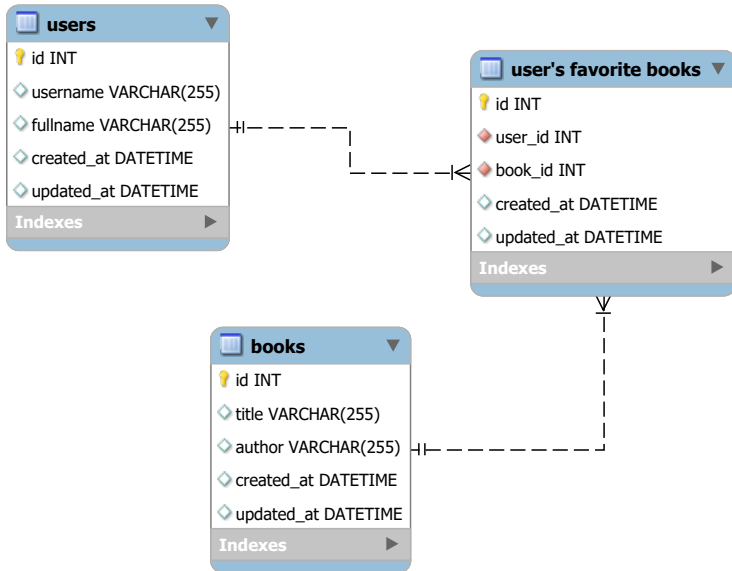 users
id INT
username VARCHAR(255)
fullname VARCHAR(255)
created_at DATETIME
updated_at DATETIME
Indexes
user's favorite books
id INT
user_id INT
book_id INT
created_at DATETIME
updated_at DATETIME
Indexes
books
id INT
title VARCHAR(255)
author VARCHAR(255)
created_at DATETIME
updated_at DATETIME
Indexes